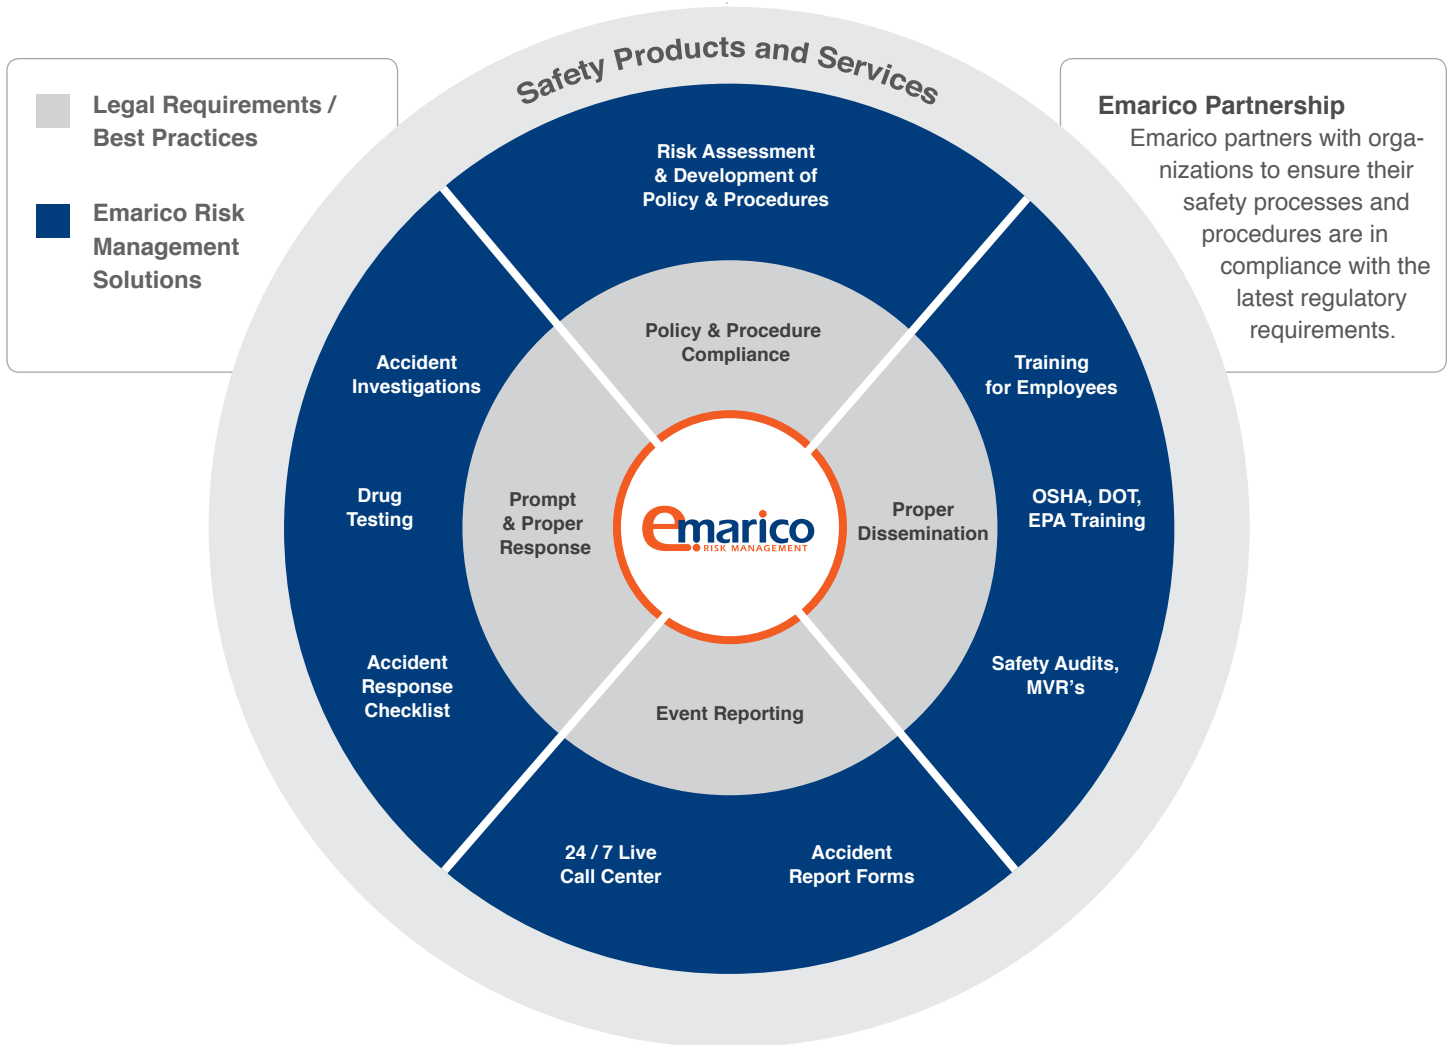 Safety Products and Services
Legal Requirements /
Best Practices
Emarico Risk
Management
Solutions
Emarico Partnership
Emarico partners with orga-
nizations to ensure their
safety processes and
procedures are in
compliance with the
latest regulatory
requirements.
Risk Assessment
& Development of
Policy & Procedures
Policy & Procedure
Compliance
Accident
Investigations
Drug
Testing
Accident
Response
Checklist
Prompt
& Proper
Response
emarico
RISK MANAGEMENT
Proper
Dissemination
Training
for Employees
OSHA, DOT,
EPA Training
Safety Audits,
MVR's
Event Reporting
24 / 7 Live
Call Center
Accident
Report Forms